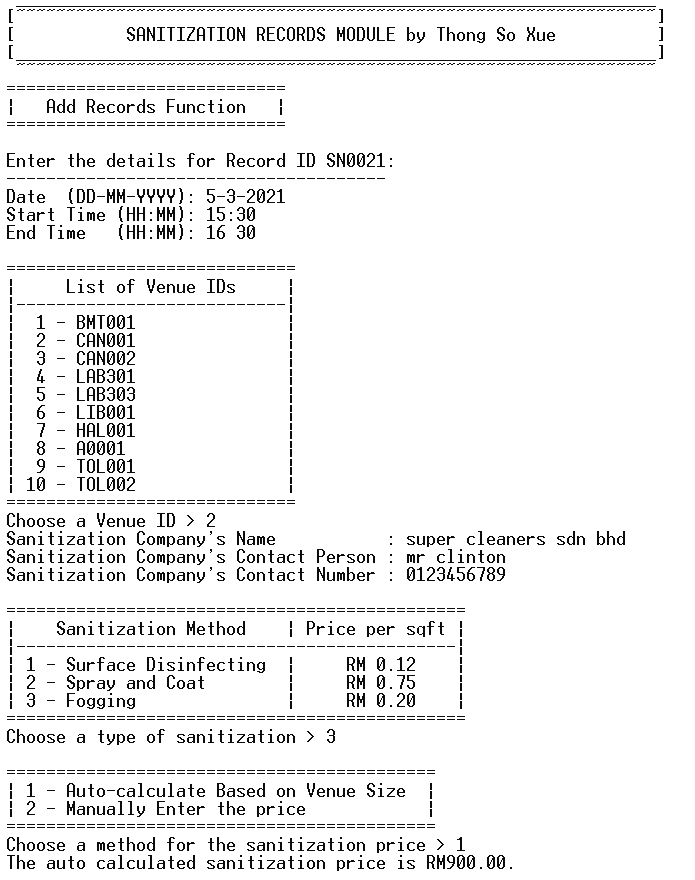 [ SANITIZATION RECORDS MODULE by Thong So Xue ]
============================
|   Add Records Function   |
============================
Enter the details for Record ID SN0021:
---------------------------------------
Date  (DD-MM-YYYY): 5-3-2021
Start Time (HH:MM): 15:30
End Time   (HH:MM): 16 30
=============================
|     List of Venue IDs     |
|---------------------------|
|  1 - BMT001               |
|  2 - CAN001               |
|  3 - CAN002               |
|  4 - LAB301               |
|  5 - LAB303               |
|  6 - LIB001               |
|  7 - HAL001               |
|  8 - A0001                |
|  9 - TOL001               |
| 10 - TOL002               |
=============================
Choose a Venue ID > 2
Sanitization Company's Name           : super cleaners sdn bhd
Sanitization Company's Contact Person : mr clinton
Sanitization Company's Contact Number : 0123456789
==============================================
|    Sanitization Method    | Price per sqft |
|--------------------------------------------|
| 1 - Surface Disinfecting  |     RM 0.12    |
| 2 - Spray and Coat        |     RM 0.75    |
| 3 - Fogging               |     RM 0.20    |
==============================================
Choose a type of sanitization > 3
===========================================
| 1 - Auto-calculate Based on Venue Size  |
| 2 - Manually Enter the price            |
===========================================
Choose a method for the sanitization price > 1
The auto calculated sanitization price is RM900.00.